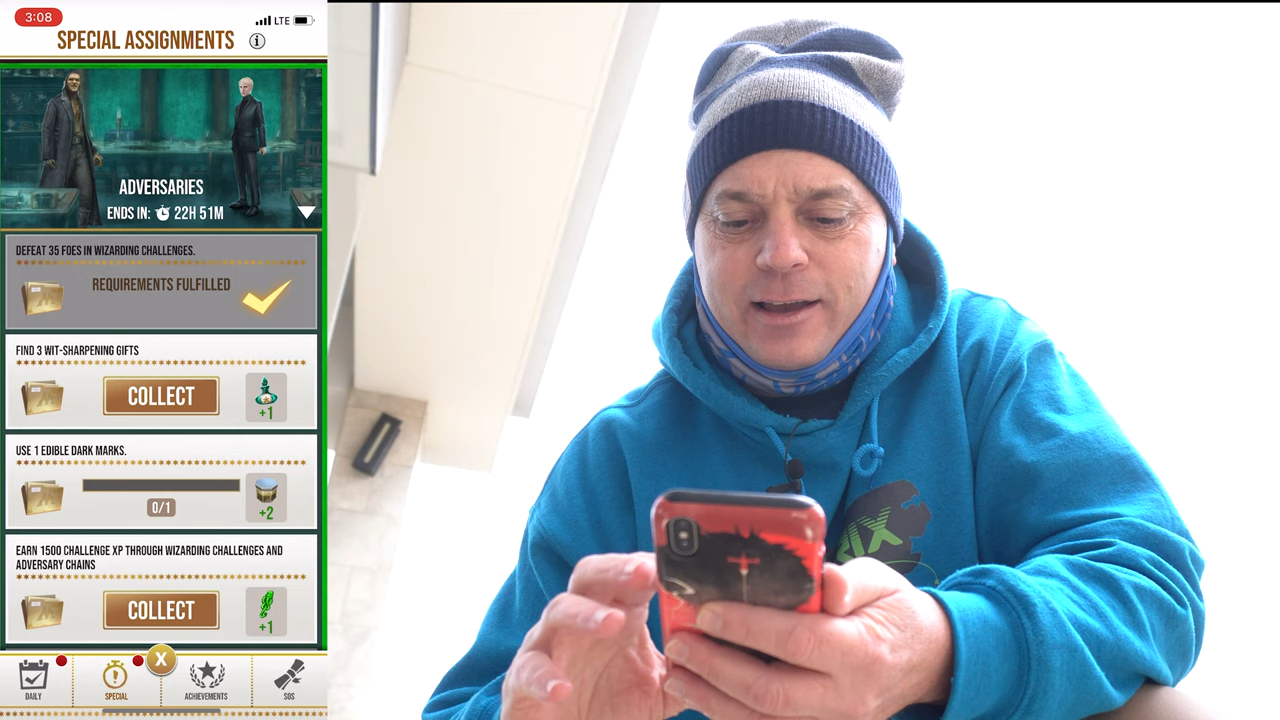 3:08
LTE
SPECIAL ASSIGNMENTS
i
ADVERSARIES
ENDS IN: 22H 51M
DEFEAT 35 FOES IN WIZARDING CHALLENGES.
REQUIREMENTS FULFILLED
FIND 3 WIT-SHARPENING GIFTS
COLLECT
+1
USE 1 EDIBLE DARK MARKS.
0/1
+2
EARN 1500 CHALLENGE XP THROUGH WIZARDING CHALLENGES AND
ADVERSARY CHAINS
COLLECT
+1
X
DAILY
SPECIAL
ACHIEVEMENTS
SOS